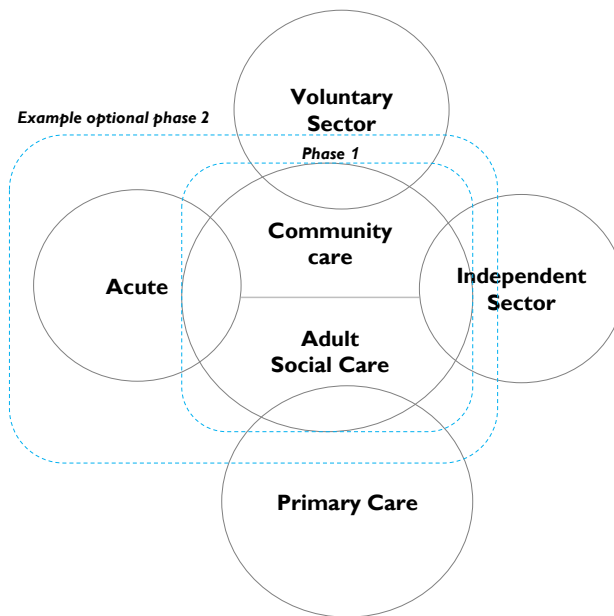 Voluntary
Sector
Example optional phase 2
Phase 1
Community
care
Acute
Independent
Sector
Adult
Social Care
Primary Care